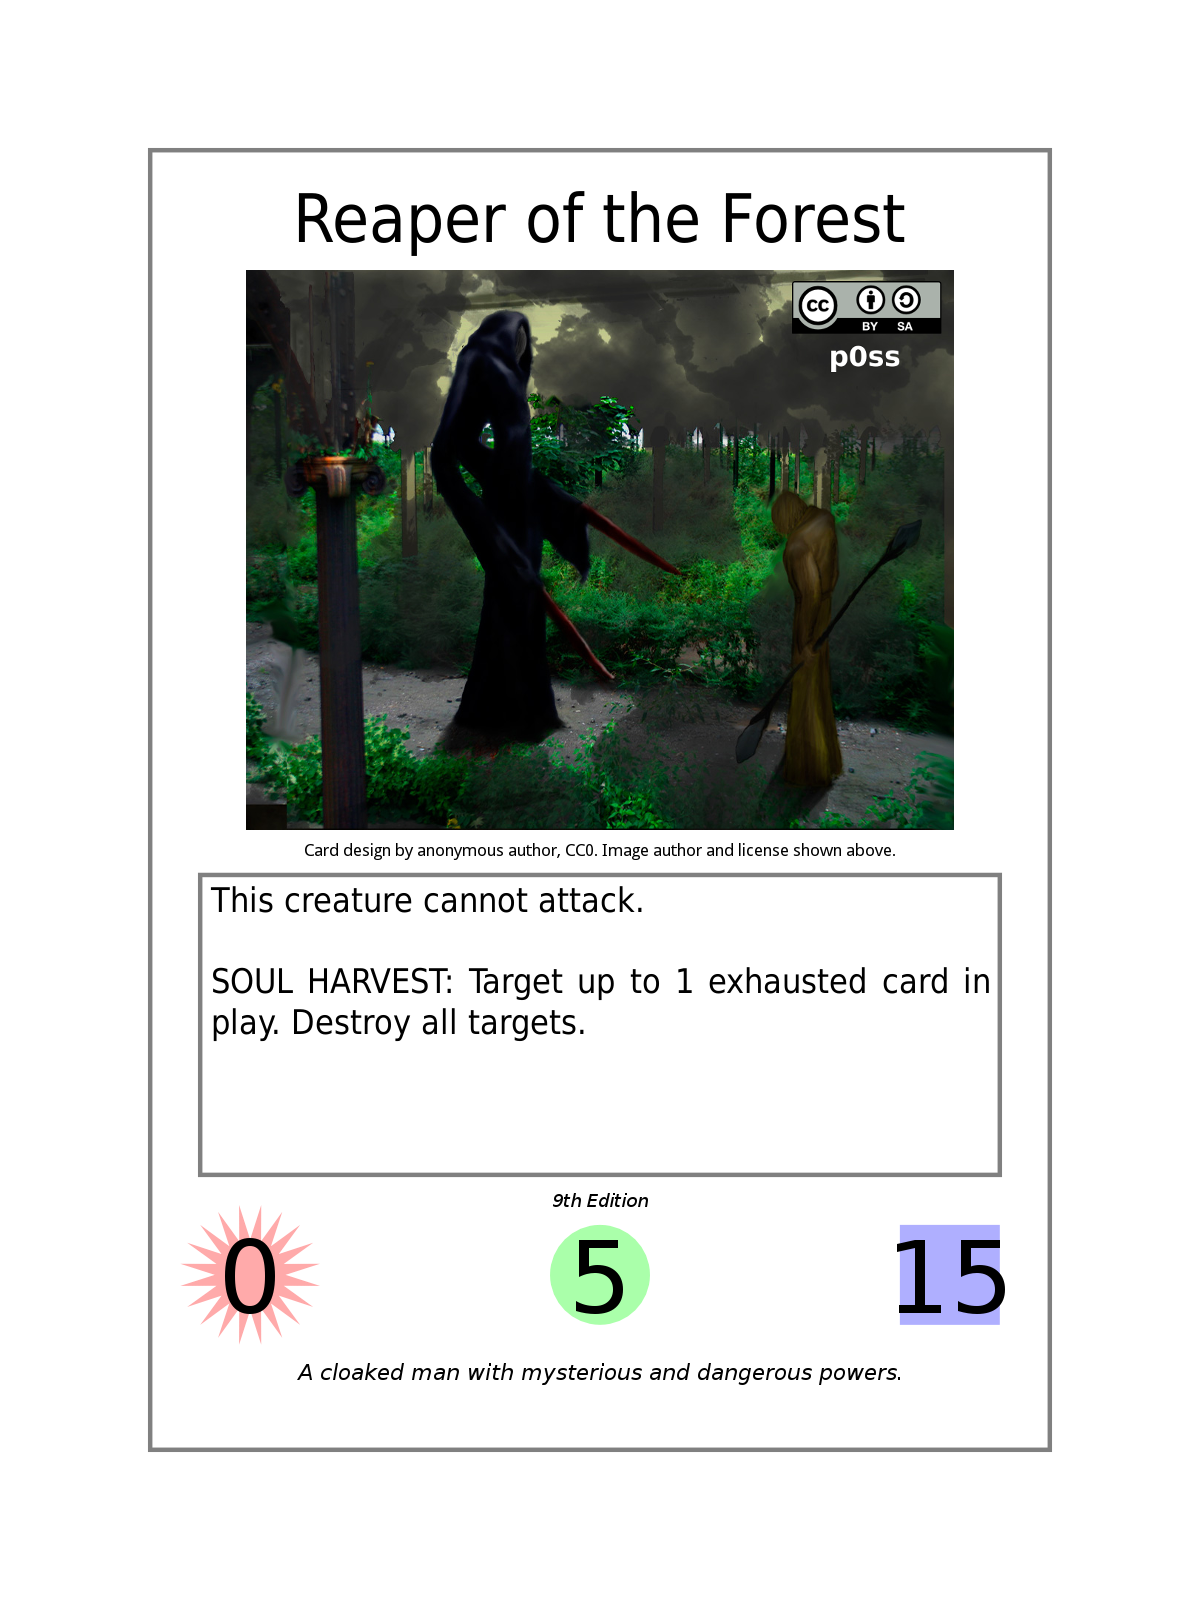 Reaper of the Forest
cc
BY SA
p0ss
Card design by anonymous author, CC0. Image author and license shown above.
This creature cannot attack.
SOUL HARVEST: Target up to 1 exhausted card in
play. Destroy all targets.
9th Edition
0 5 15
A cloaked man with mysterious and dangerous powers.